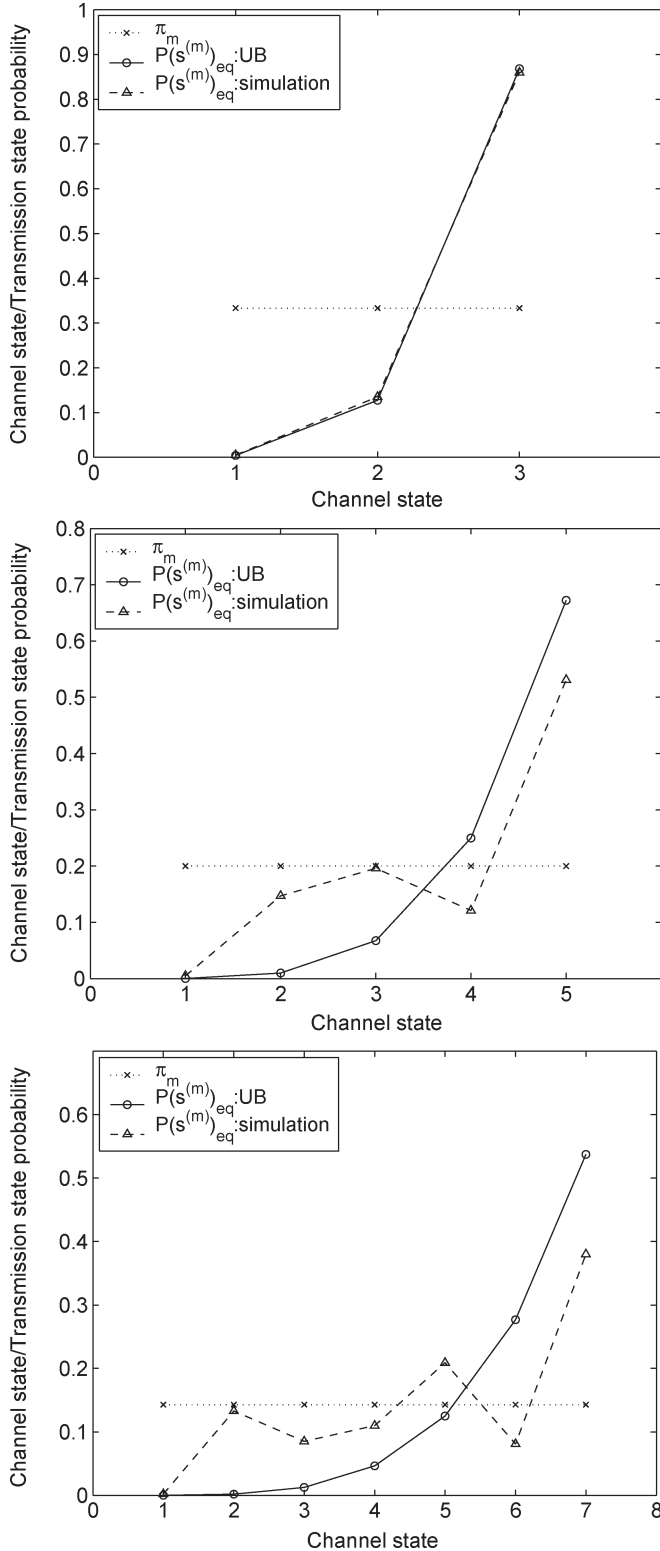 1
0.9
0.8
0.7
0.6
0.5
0.4
0.3
0.2
0.1
0
Channel state/Transmission state probability
π_m
P(s^(m))_eq:UB
P(s^(m))_eq:simulation
0 1 2 3
Channel state
0.8
0.7
0.6
0.5
0.4
0.3
0.2
0.1
0
Channel state/Transmission state probability
π_m
P(s^(m))_eq:UB
P(s^(m))_eq:simulation
0 1 2 3 4 5
Channel state
0.6
0.5
0.4
0.3
0.2
0.1
0
Channel state/Transmission state probability
π_m
P(s^(m))_eq:UB
P(s^(m))_eq:simulation
0 1 2 3 4 5 6 7 8
Channel state